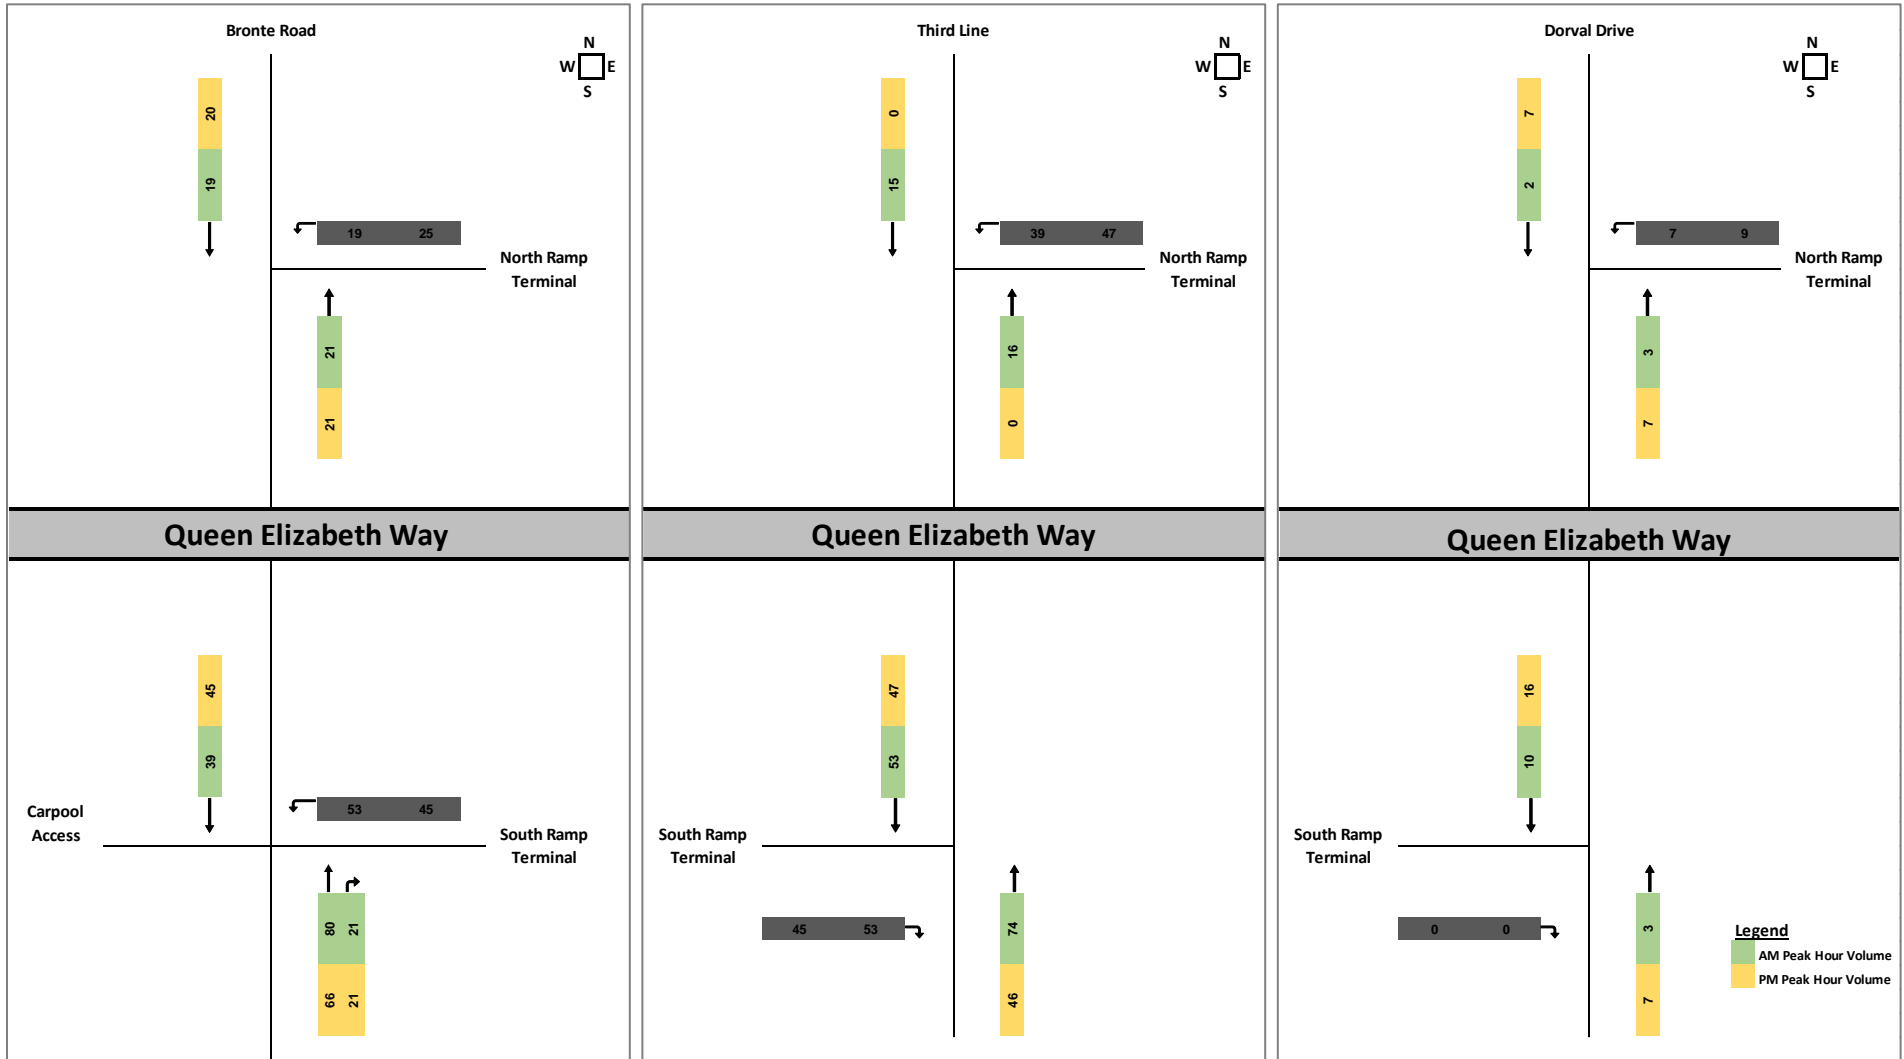 Bronte Road
N
W E
S
20
19
19 25
North Ramp
Terminal
21
21
Queen Elizabeth Way
45
39
Carpool
Access
53 45
South Ramp
Terminal
80 21
66 21
Third Line
N
W E
S
0
15
39 47
North Ramp
Terminal
16
0
Queen Elizabeth Way
47
53
South Ramp
Terminal
45 53
74
46
Dorval Drive
N
W E
S
7
2
7 9
North Ramp
Terminal
3
7
Queen Elizabeth Way
16
10
South Ramp
Terminal
0 0
3
7
Legend
AM Peak Hour Volume
PM Peak Hour Volume